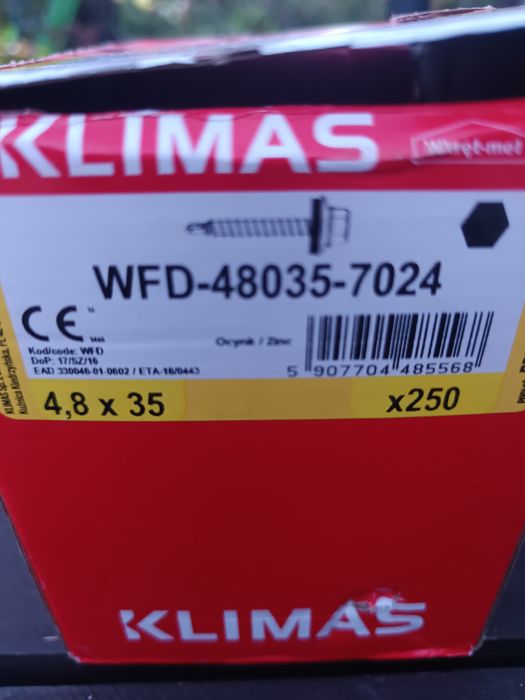 KLIMAS
Wkręt-met
WFD-48035-7024
CE
Kod/code: WFD
DoP: 17/SZ/16
EAD 330046-01-0602 / ETA-16/0443
Ocynk / Zinc
5 907704 485568
4,8 x 35
x250
KLIMAS